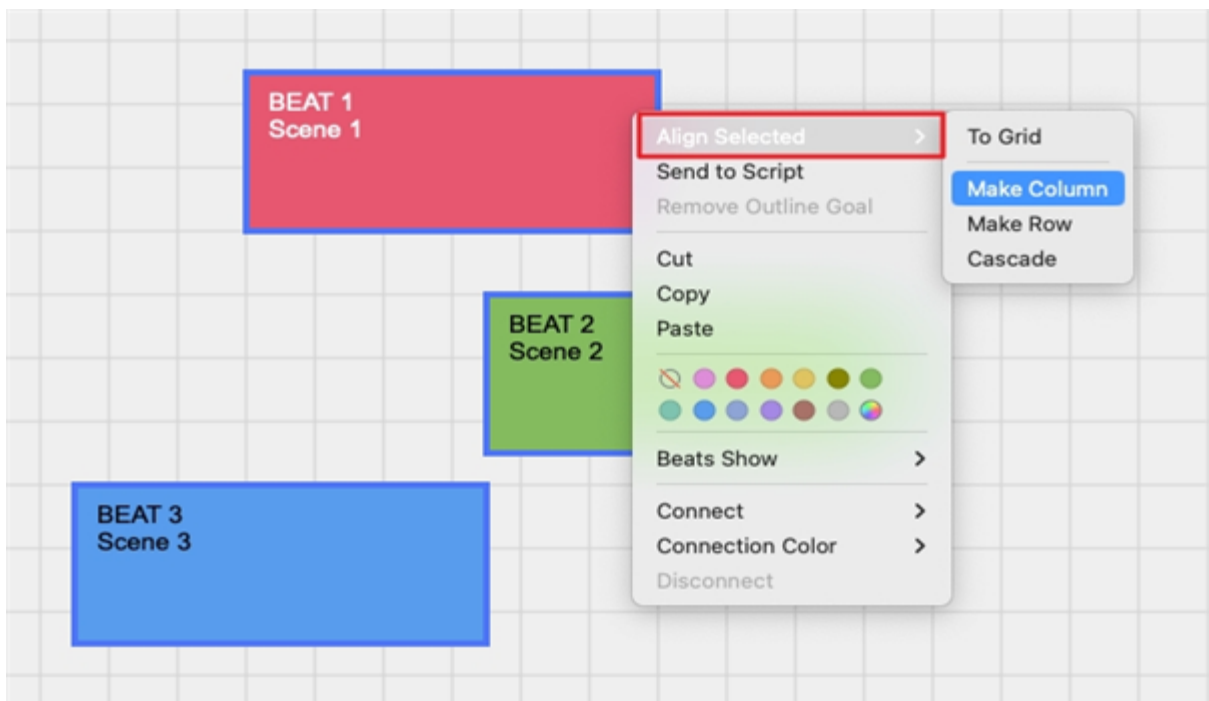 BEAT 1
Scene 1
BEAT 2
Scene 2
BEAT 3
Scene 3
Align Selected
Send to Script
Remove Outline Goal
Cut
Copy
Paste
Beats Show
Connect
Connection Color
Disconnect
To Grid
Make Column
Make Row
Cascade